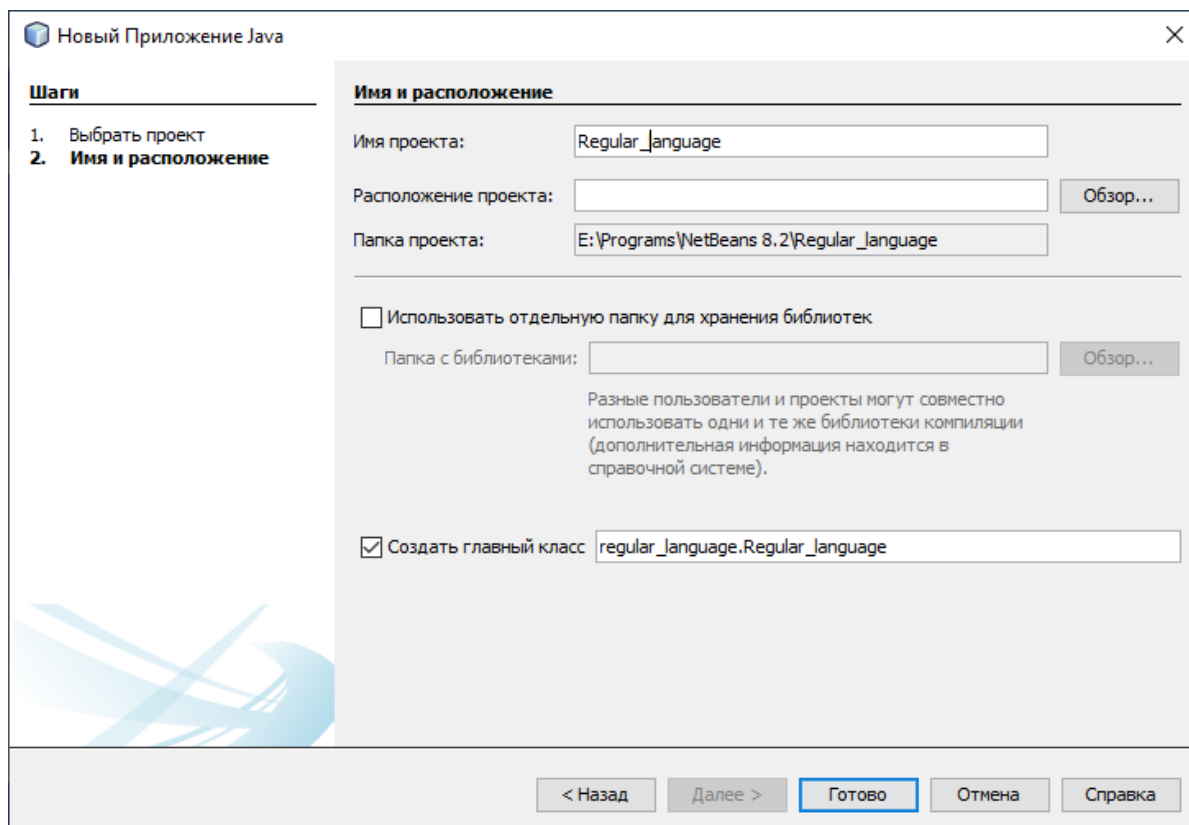 Новый Приложение Java
Шаги
1. Выбрать проект
2. Имя и расположение
Имя и расположение
Имя проекта: Regular_language
Расположение проекта: Обзор...
Папка проекта: E:\Programs\NetBeans 8.2\Regular_language
Использовать отдельную папку для хранения библиотек
Папка с библиотеками: Обзор...
Разные пользователи и проекты могут совместно
использовать одни и те же библиотеки компиляции
(дополнительная информация находится в
справочной системе).
Создать главный класс regular_language.Regular_language
< Назад Далее > Готово Отмена Справка